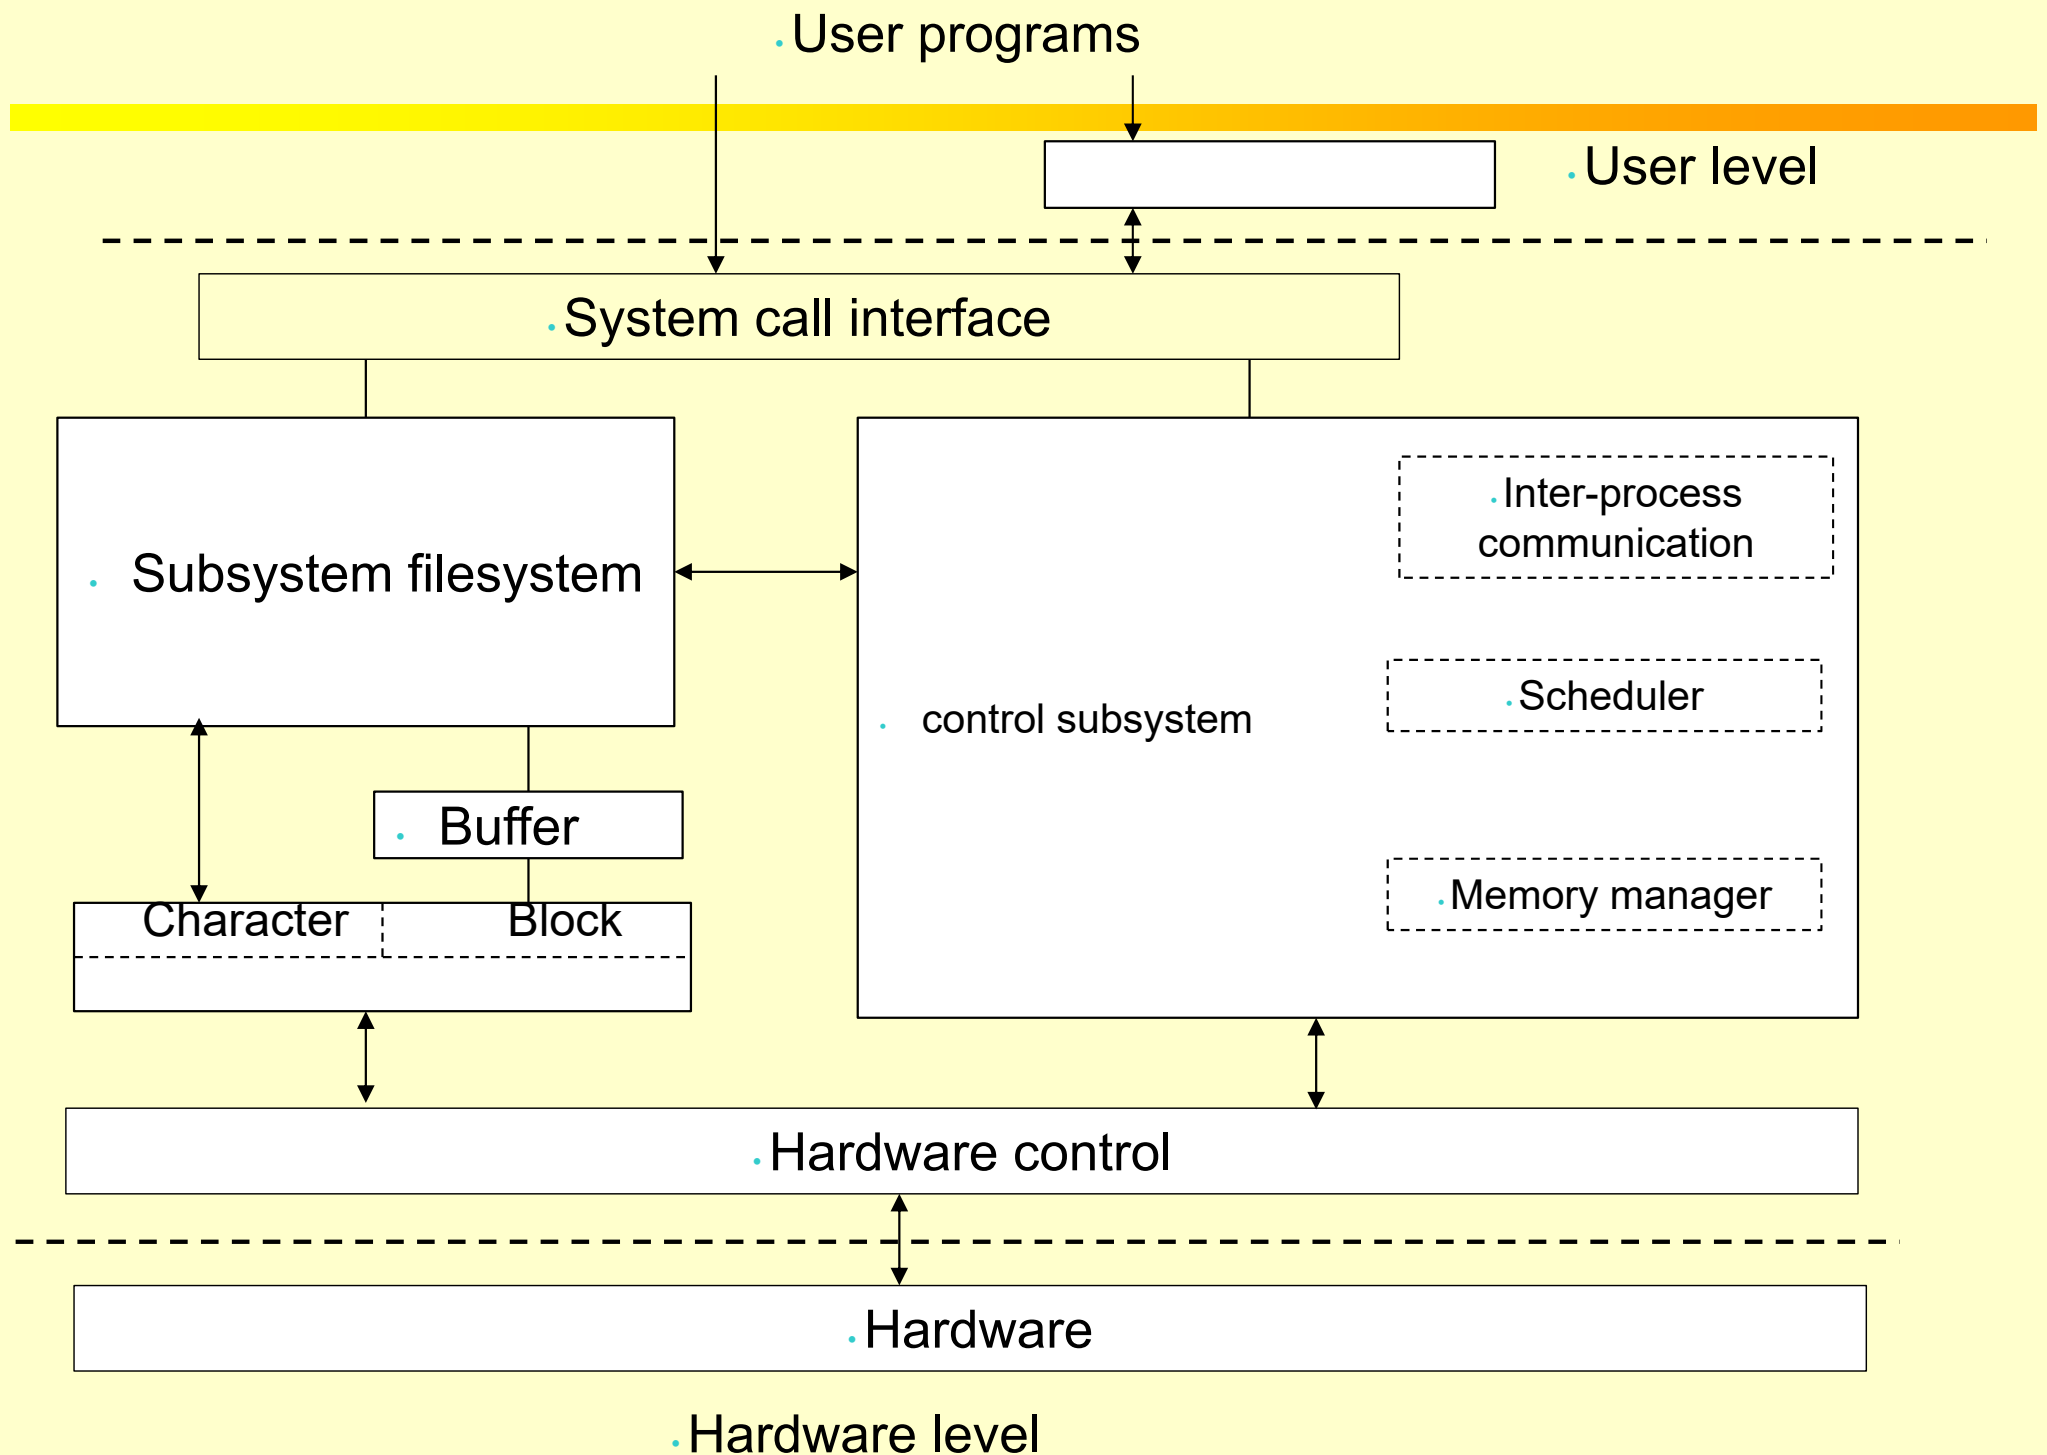 User programs
User level
System call interface
Subsystem filesystem
Inter-process
communication
Scheduler
control subsystem
Buffer
Memory manager
Character
Block
Hardware control
Hardware
Hardware level